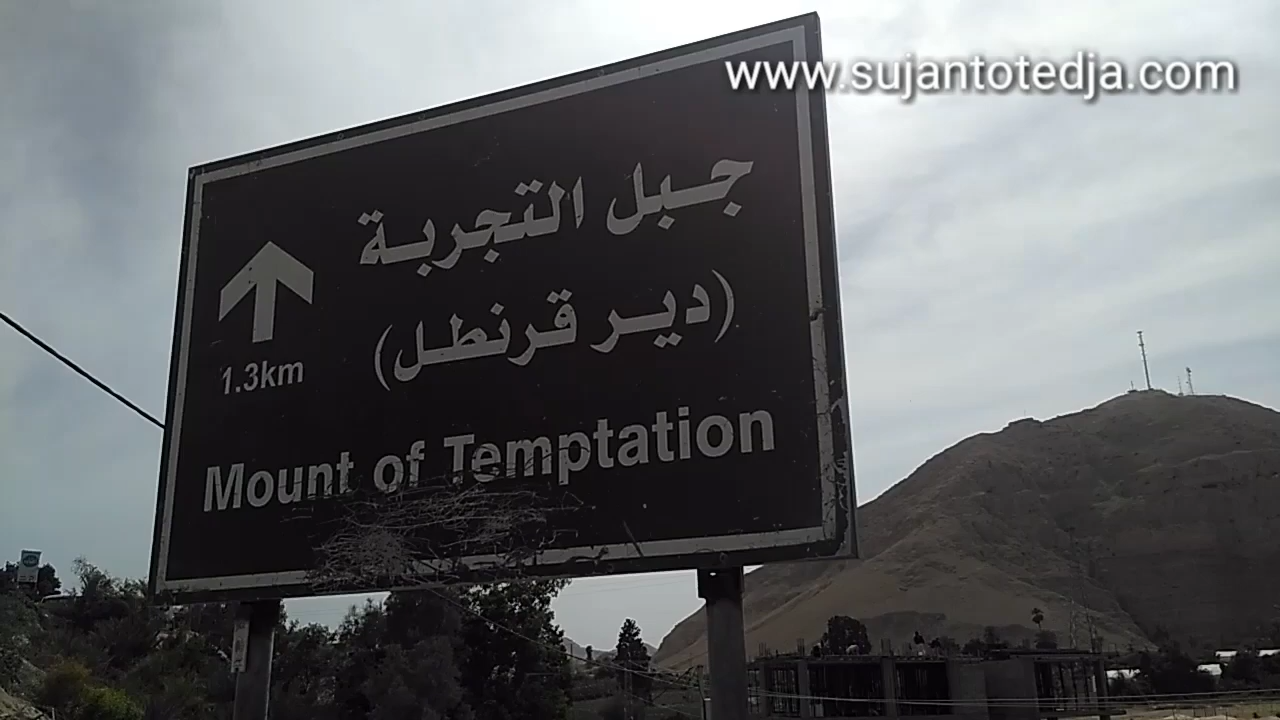 www.sujantotedja.com
جبل التجربة
(دير قرنطل)
1.3km
Mount of Temptation